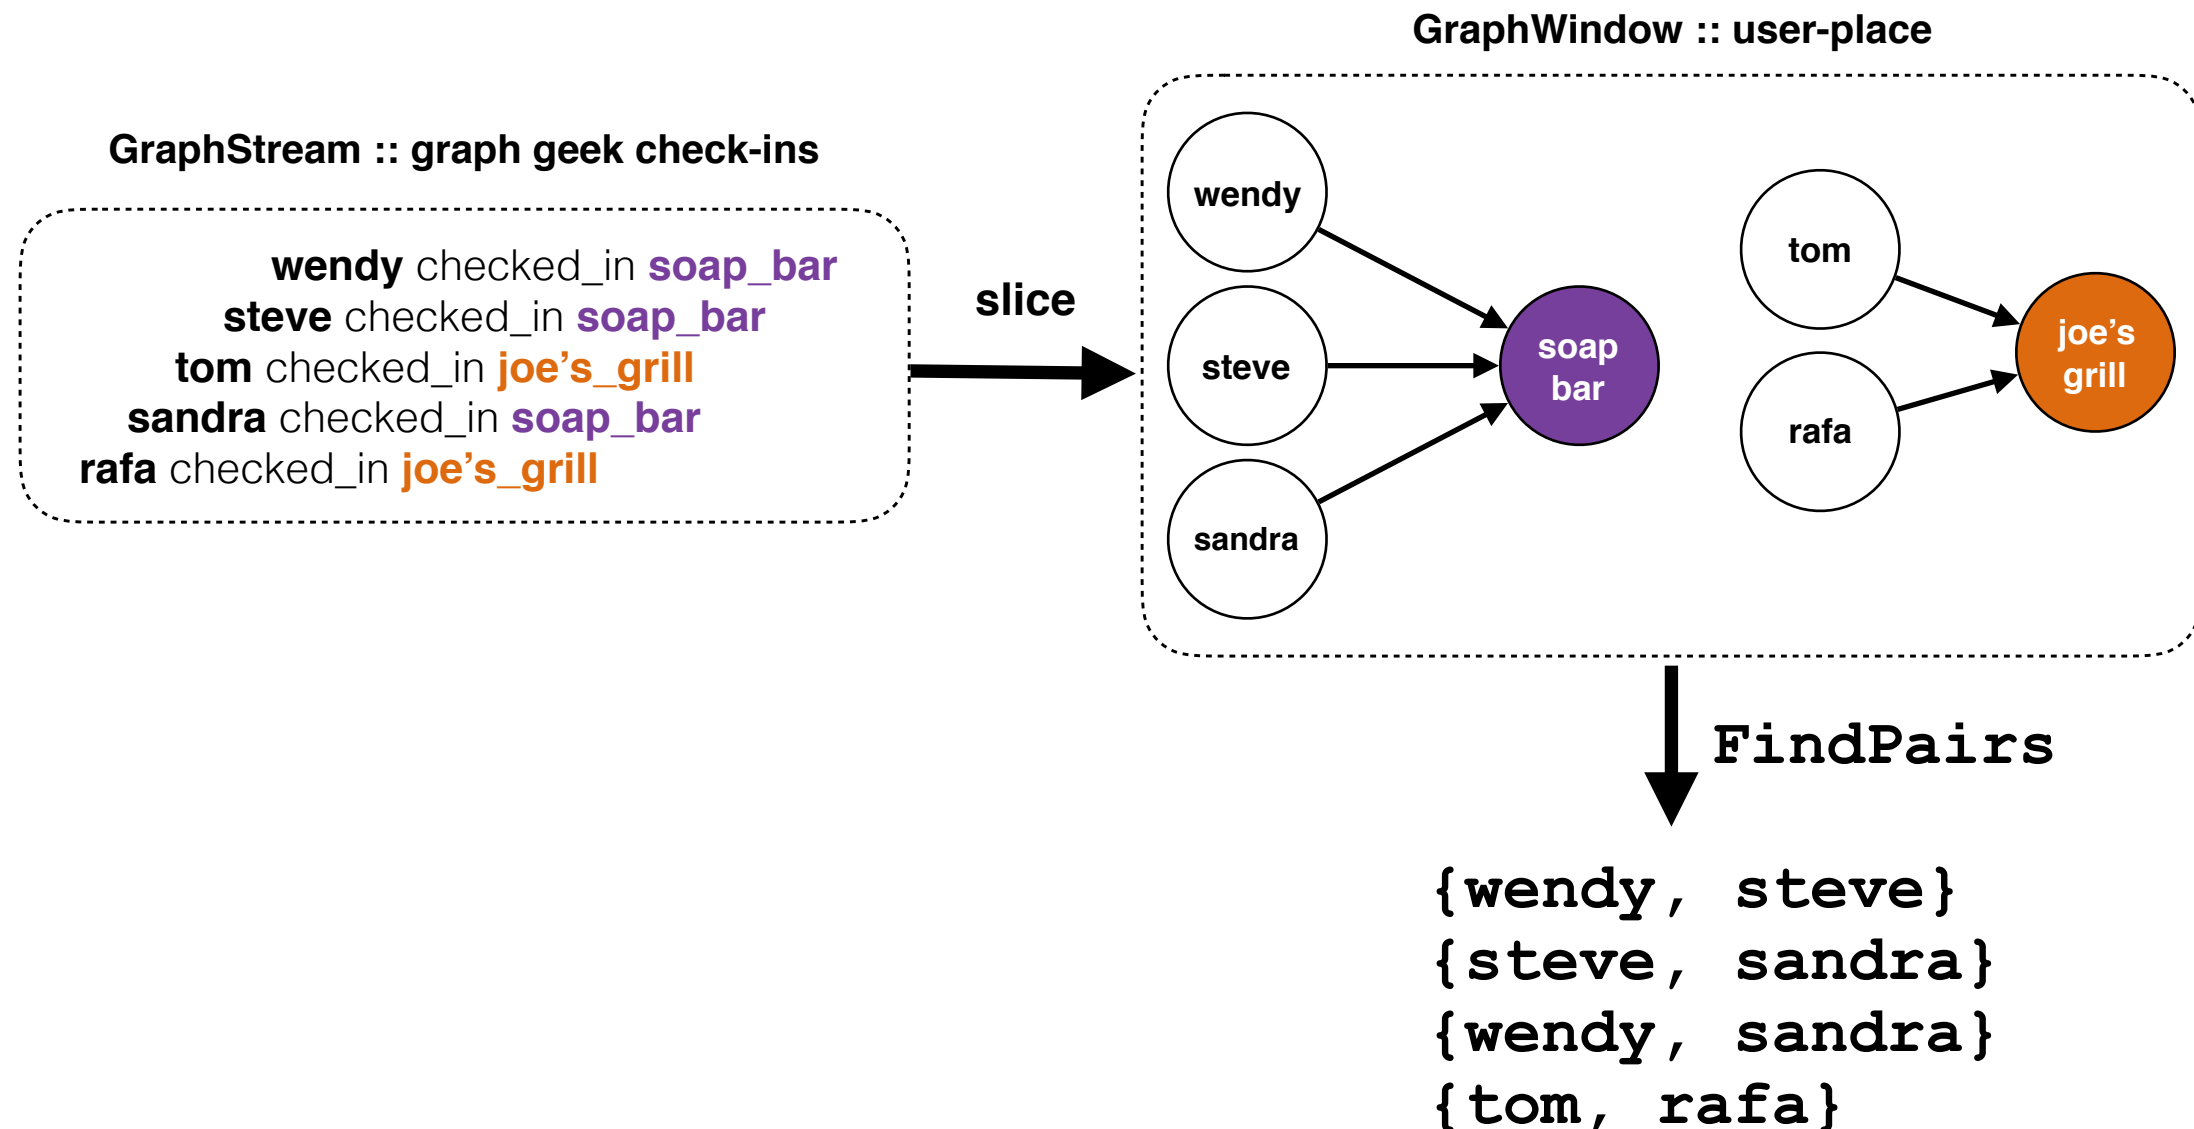 GraphWindow :: user-place
GraphStream :: graph geek check-ins
wendy checked_in soap_bar
steve checked_in soap_bar
tom checked_in joe's_grill
sandra checked_in soap_bar
rafa checked_in joe's_grill
slice
wendy
steve
sandra
soap
bar
tom
rafa
joe's
grill
FindPairs
{wendy, steve}
{steve, sandra}
{wendy, sandra}
{tom, rafa}